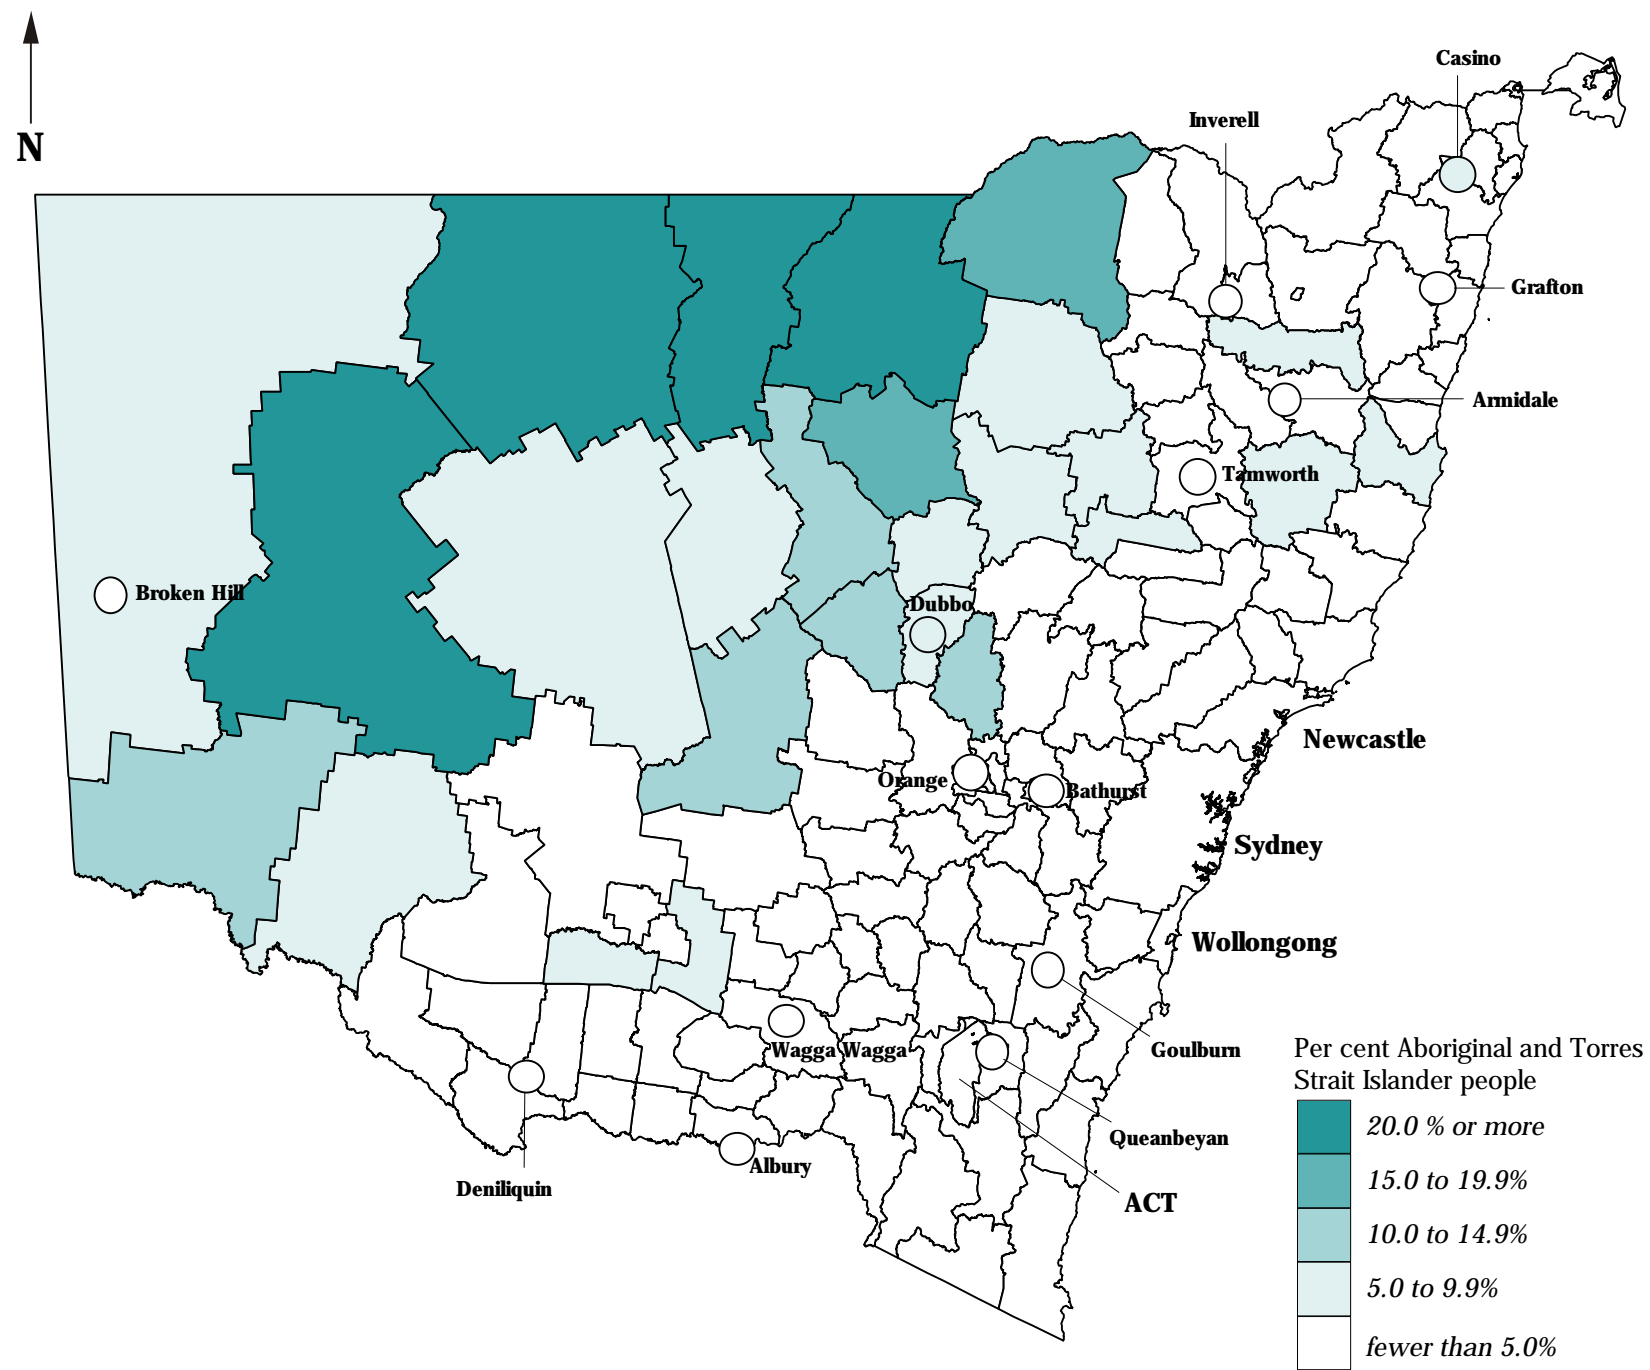 Casino
Inverell
N
Grafton
Armidale
Tamworth
Broken Hill
Dubbo
Newcastle
Orange
Bathurst
Sydney
Wollongong
Wagga Wagga
Goulburn
Per cent Aboriginal and Torres
Strait Islander people
20.0 % or more
15.0 to 19.9%
10.0 to 14.9%
5.0 to 9.9%
fewer than 5.0%
Queanbeyan
Albury
Deniliquin
ACT